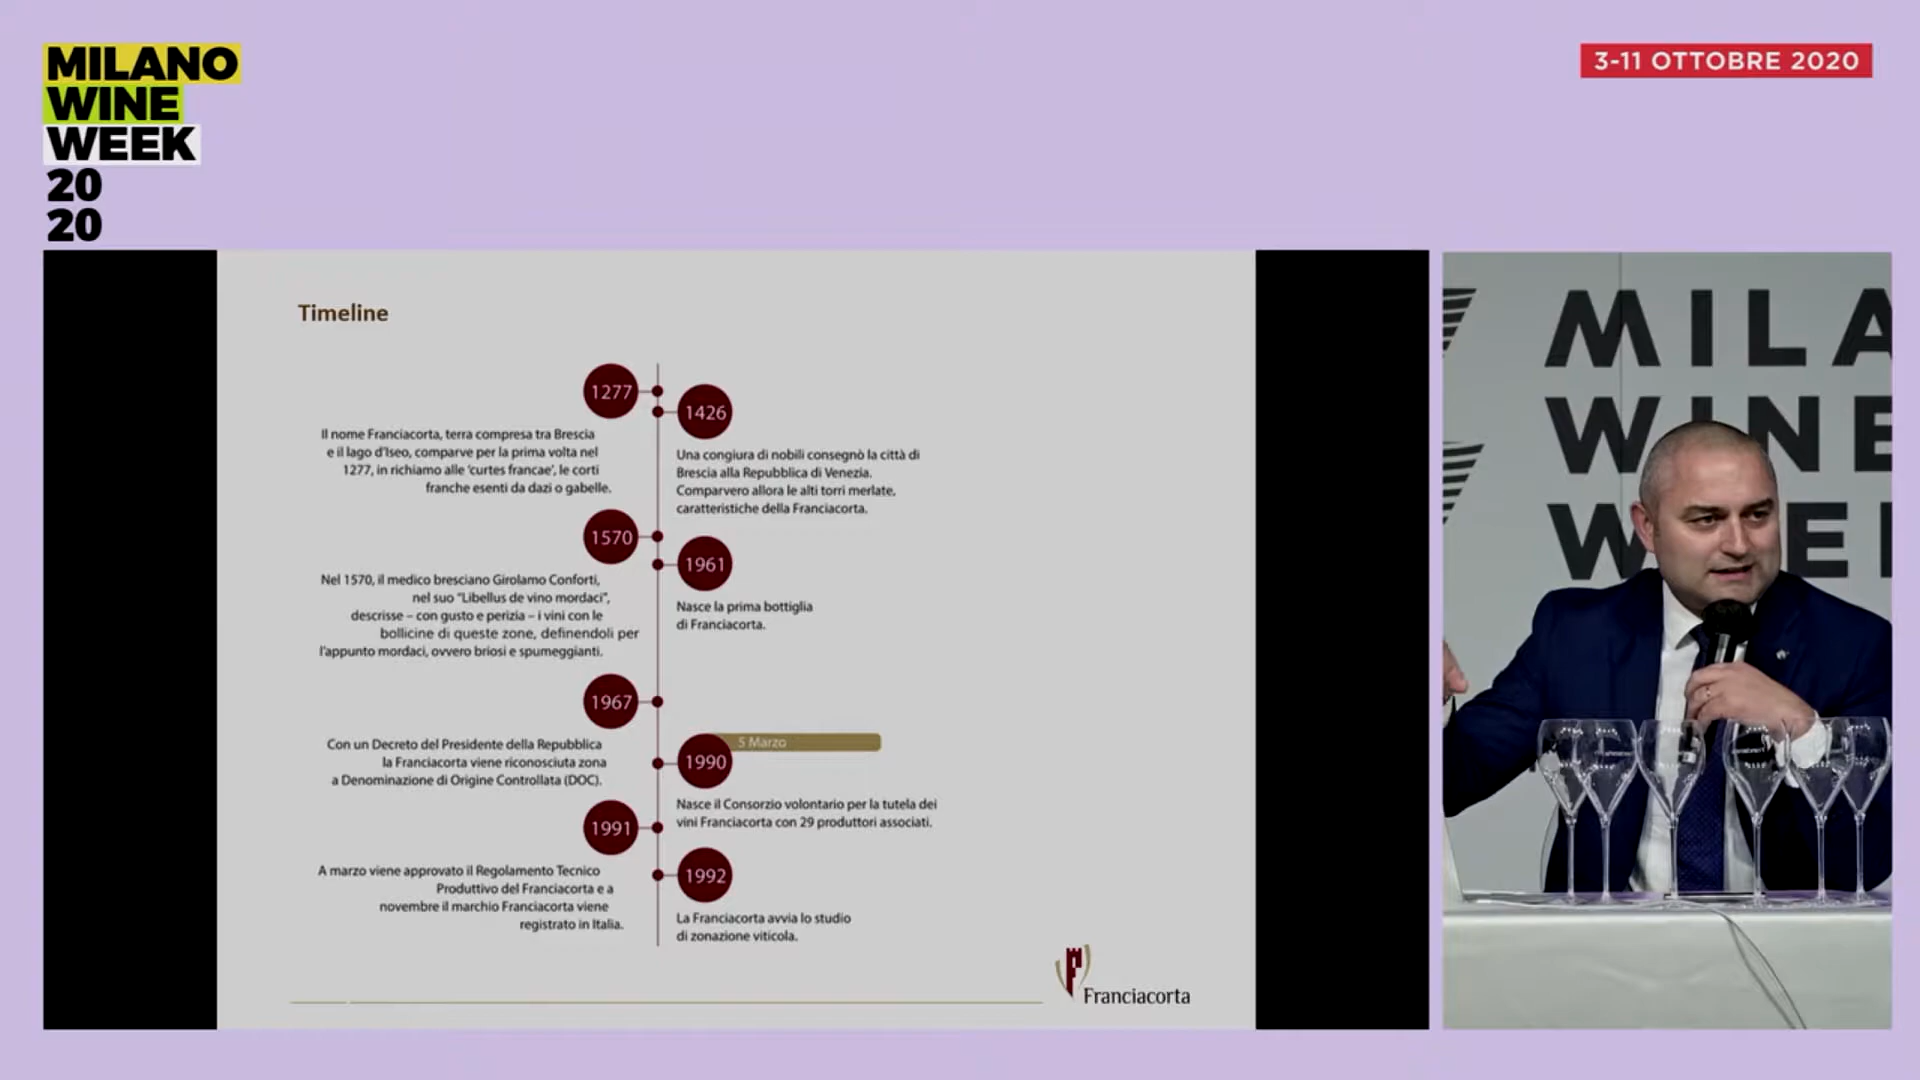 MILANO
WINE
WEEK
20
20
3-11 OTTOBRE 2020
Timeline
1277
Il nome Franciacorta, terra compresa tra Brescia
e il lago d'Iseo, comparve per la prima volta nel
1277, in richiamo alle 'curtes francae', le corti
franche esenti da dazi o gabelle.
1426
Una congiura di nobili consegnò la città di
Brescia alla Repubblica di Venezia.
Comparvero allora le alti torri merlate,
caratteristiche della Franciacorta.
1570
Nel 1570, il medico bresciano Girolamo Conforti,
nel suo "Libellus de vino mordaci",
descrisse – con gusto e perizia – i vini con le
bollicine di queste zone, definendoli per
l'appunto mordaci, ovvero briosi e spumeggianti.
1961
Nasce la prima bottiglia
di Franciacorta.
1967
Con un Decreto del Presidente della Repubblica
la Franciacorta viene riconosciuta zona
a Denominazione di Origine Controllata (DOC).
5 Marzo
1990
Nasce il Consorzio volontario per la tutela dei
vini Franciacorta con 29 produttori associati.
1991
A marzo viene approvato il Regolamento Tecnico
Produttivo del Franciacorta e a
novembre il marchio Franciacorta viene
registrato in Italia.
1992
La Franciacorta avvia lo studio
di zonazione viticola.
Franciacorta
MILA
WINE
WEE